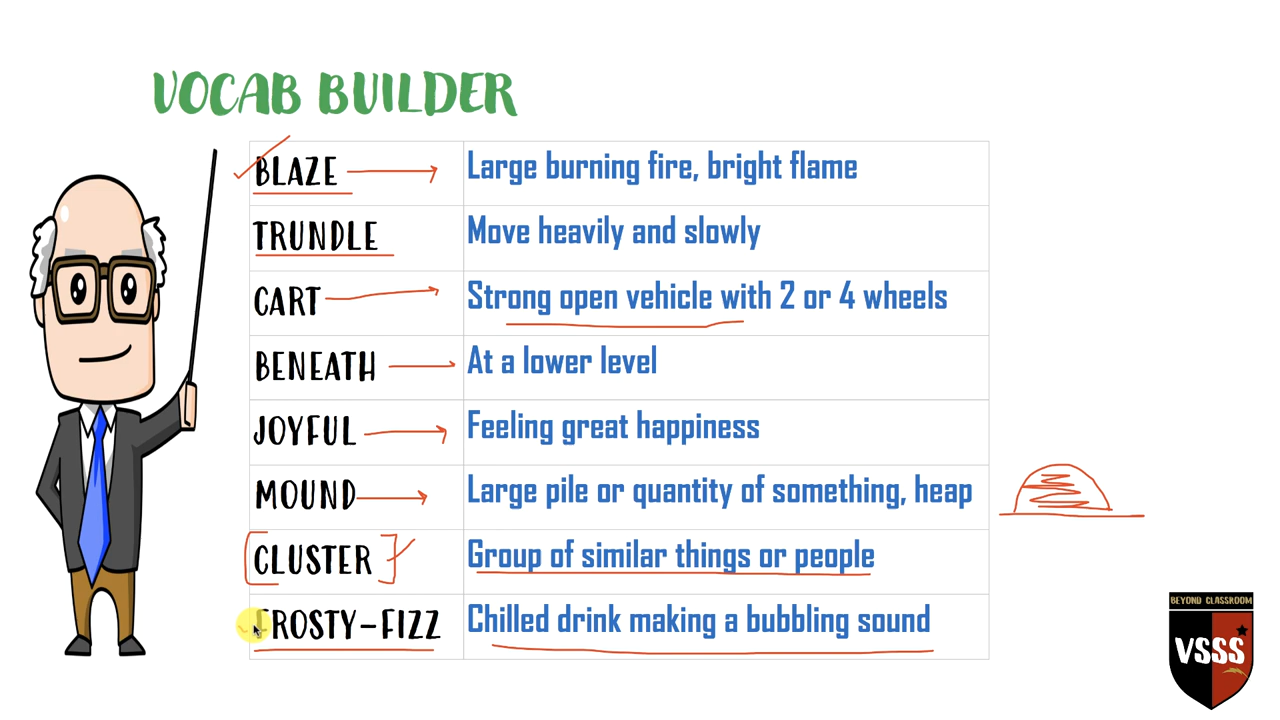 VOCAB BUILDER
BLAZE Large burning fire, bright flame
TRUNDLE Move heavily and slowly
CART Strong open vehicle with 2 or 4 wheels
BENEATH At a lower level
JOYFUL Feeling great happiness
MOUND Large pile or quantity of something, heap
CLUSTER Group of similar things or people
FROSTY-FIZZ Chilled drink making a bubbling sound
BEYOND CLASSROOM
VSSS